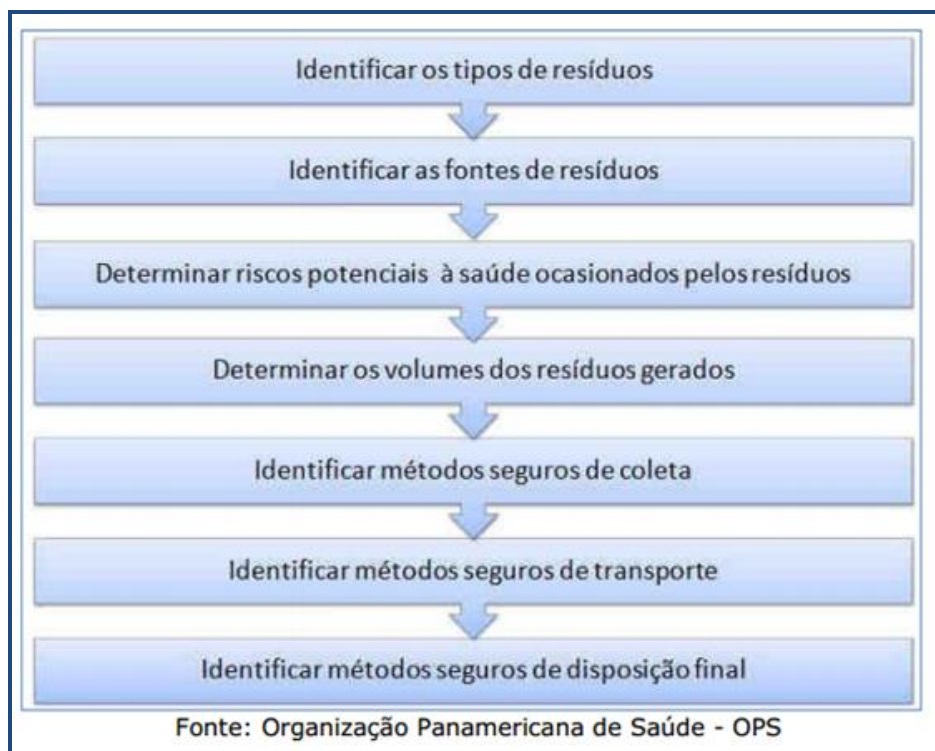 Identificar os tipos de resíduos
Identificar as fontes de resíduos
Determinar riscos potenciais à saúde ocasionados pelos resíduos
Determinar os volumes dos resíduos gerados
Identificar métodos seguros de coleta
Identificar métodos seguros de transporte
Identificar métodos seguros de disposição final
Fonte: Organização Panamericana de Saúde - OPS